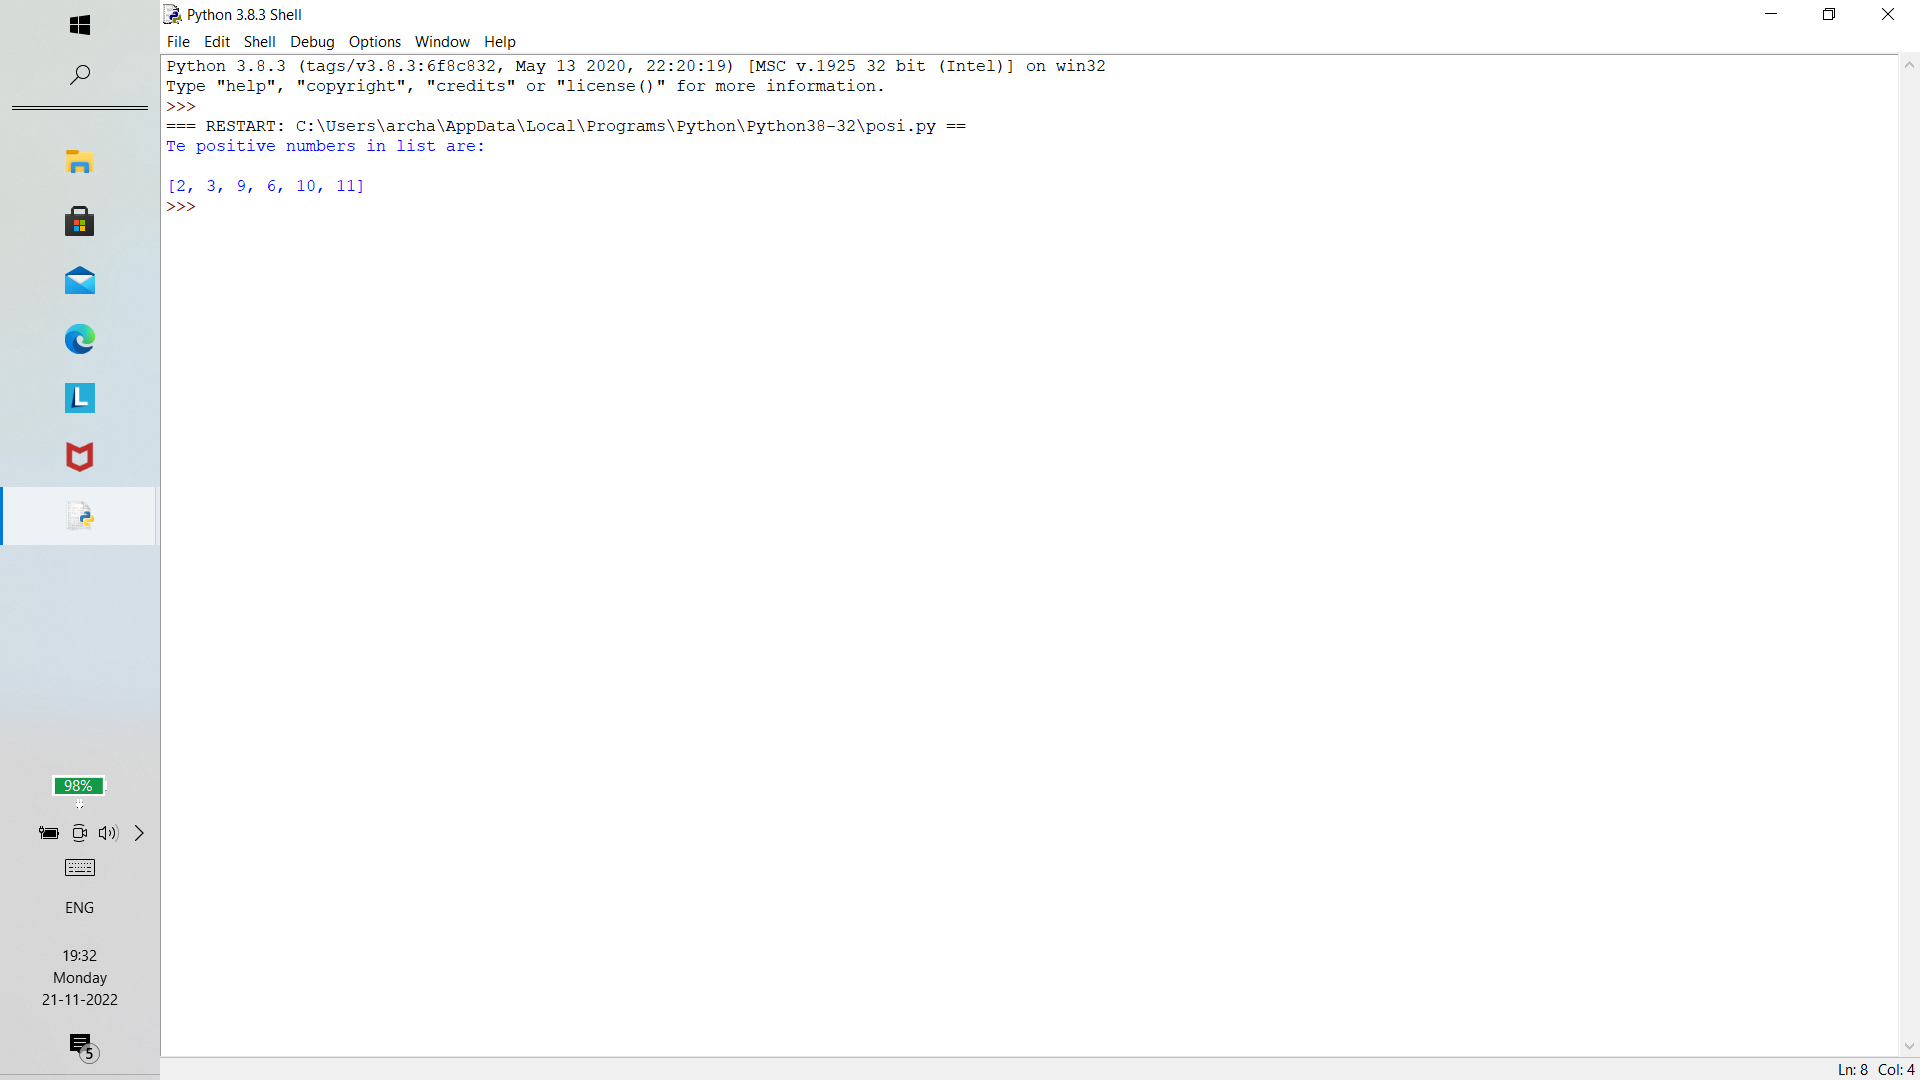 Python 3.8.3 Shell
File Edit Shell Debug Options Window Help
Python 3.8.3 (tags/v3.8.3:6f8c832, May 13 2020, 22:20:19) [MSC v.1925 32 bit (Intel)] on win32
Type "help", "copyright", "credits" or "license()" for more information.
>>>
=== RESTART: C:\Users\archa\AppData\Local\Programs\Python\Python38-32\posi.py ==
Te positive numbers in list are:
[2, 3, 9, 6, 10, 11]
>>>
L
98%
ENG
19:32
Monday
21-11-2022
5
Ln: 8 Col: 4